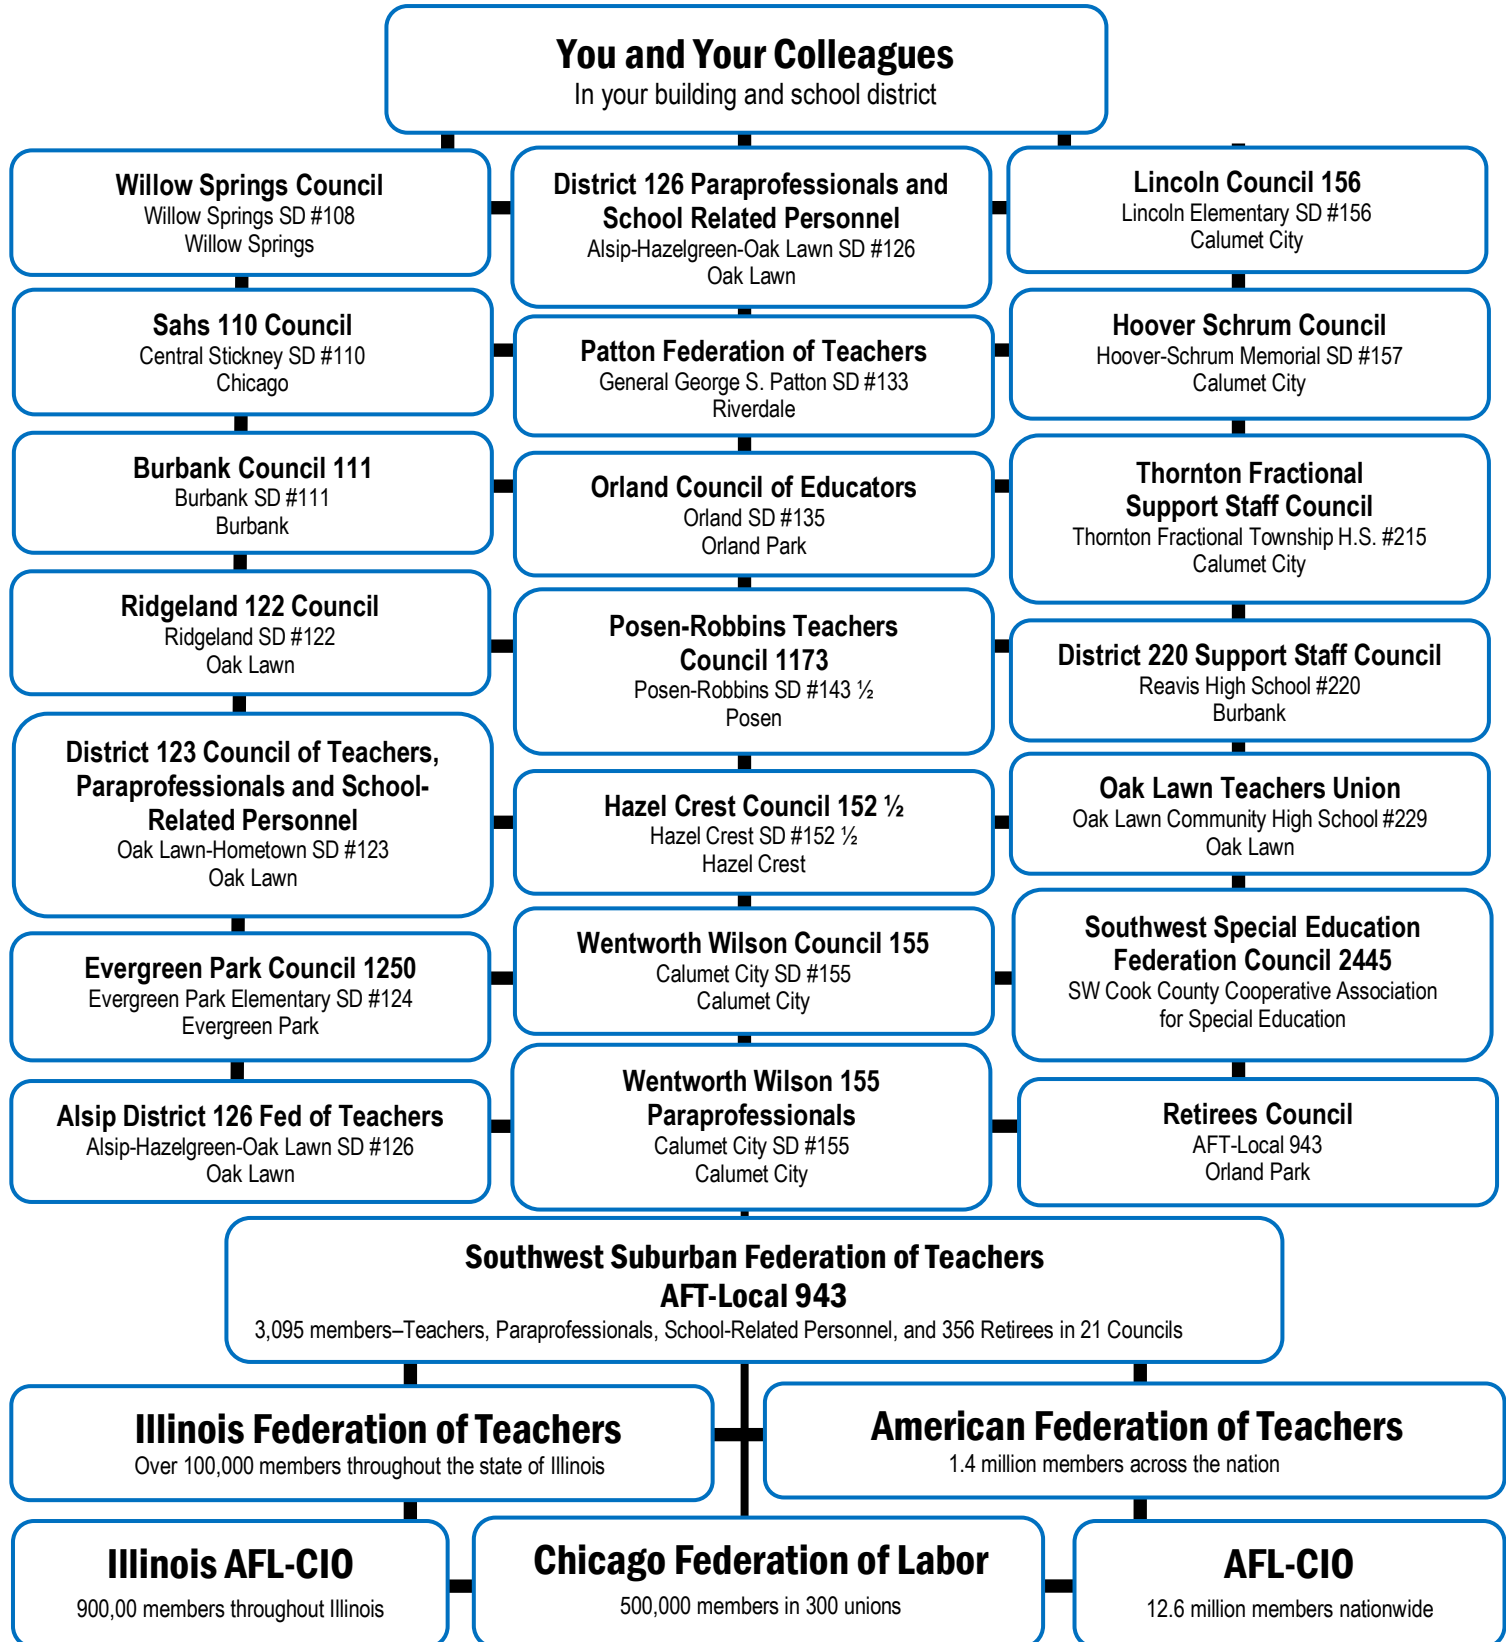 You and Your Colleagues
In your building and school district
Willow Springs Council
Willow Springs SD #108
Willow Springs
Sahs 110 Council
Central Stickney SD #110
Chicago
Burbank Council 111
Burbank SD #111
Burbank
Ridgeland 122 Council
Ridgeland SD #122
Oak Lawn
District 123 Council of Teachers,
Paraprofessionals and School-
Related Personnel
Oak Lawn-Hometown SD #123
Oak Lawn
Evergreen Park Council 1250
Evergreen Park Elementary SD #124
Evergreen Park
Alsip District 126 Fed of Teachers
Alsip-Hazelgreen-Oak Lawn SD #126
Oak Lawn
District 126 Paraprofessionals and
School Related Personnel
Alsip-Hazelgreen-Oak Lawn SD #126
Oak Lawn
Patton Federation of Teachers
General George S. Patton SD #133
Riverdale
Orland Council of Educators
Orland SD #135
Orland Park
Posen-Robbins Teachers
Council 1173
Posen-Robbins SD #143 ½
Posen
Hazel Crest Council 152 ½
Hazel Crest SD #152 ½
Hazel Crest
Wentworth Wilson Council 155
Calumet City SD #155
Calumet City
Wentworth Wilson 155
Paraprofessionals
Calumet City SD #155
Calumet City
Lincoln Council 156
Lincoln Elementary SD #156
Calumet City
Hoover Schrum Council
Hoover-Schrum Memorial SD #157
Calumet City
Thornton Fractional
Support Staff Council
Thornton Fractional Township H.S. #215
Calumet City
District 220 Support Staff Council
Reavis High School #220
Burbank
Oak Lawn Teachers Union
Oak Lawn Community High School #229
Oak Lawn
Southwest Special Education
Federation Council 2445
SW Cook County Cooperative Association
for Special Education
Retirees Council
AFT-Local 943
Orland Park
Southwest Suburban Federation of Teachers
AFT-Local 943
3,095 members–Teachers, Paraprofessionals, School-Related Personnel, and 356 Retirees in 21 Councils
Illinois Federation of Teachers
Over 100,000 members throughout the state of Illinois
American Federation of Teachers
1.4 million members across the nation
Illinois AFL-CIO
900,00 members throughout Illinois
Chicago Federation of Labor
500,000 members in 300 unions
AFL-CIO
12.6 million members nationwide